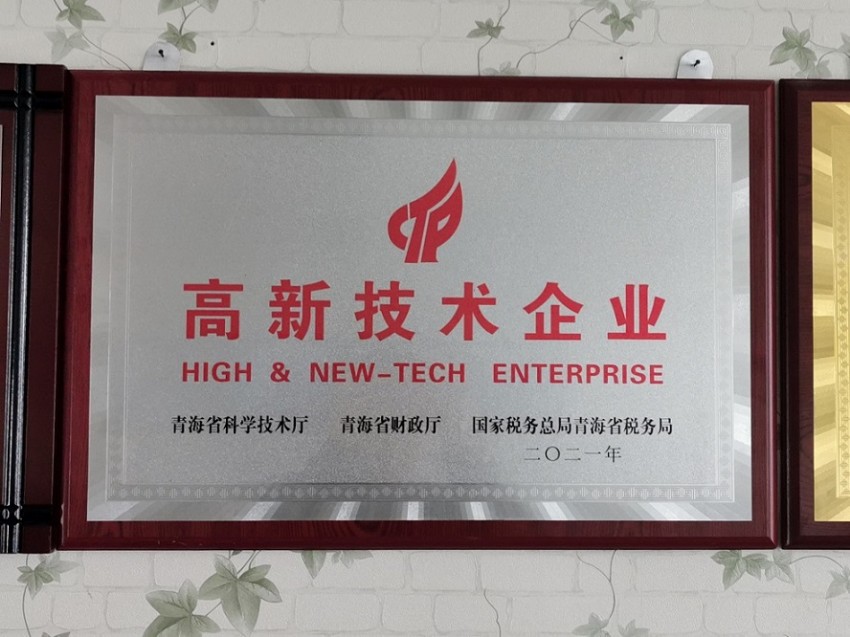 高新技术企业
HIGH & NEW-TECH ENTERPRISE
青海省科学技术厅 青海省财政厅 国家税务总局青海省税务局
二〇二一年